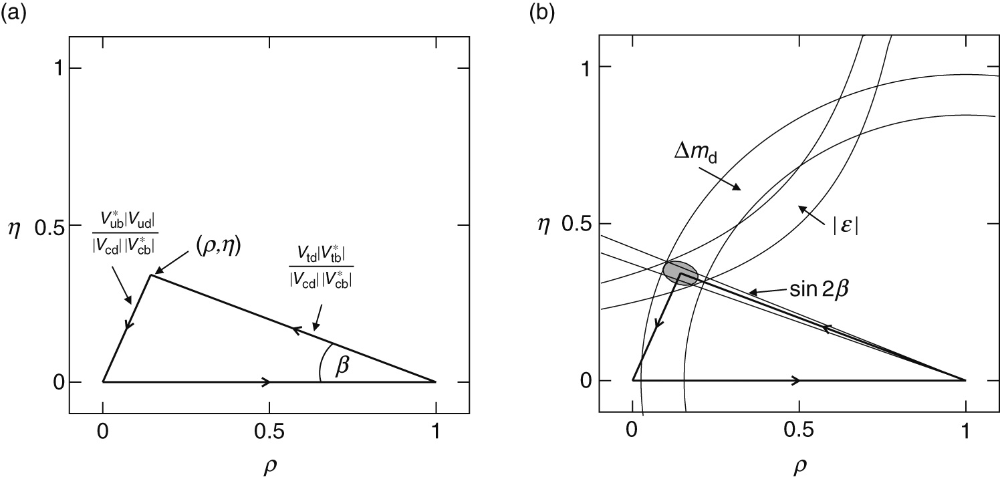 (a)
1
η 0.5
0
0 0.5 1
ρ
V*ub|Vud|
|Vcd||V*cb|
(ρ,η)
Vtd|V*tb|
|Vcd||V*cb|
β
(b)
1
η 0.5
0
0 0.5 1
ρ
Δmd
|ε|
sin 2β